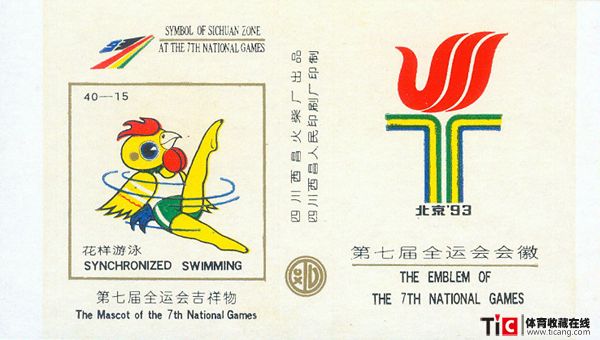 SYMBOL OF SICHUAN ZONE
AT THE 7TH NATIONAL GAMES
40—15
花样游泳
SYNCHRONIZED SWIMMING
第七届全运会吉祥物
The Mascot of the 7th National Games
四川西昌火柴厂出品
四川西昌人民印刷厂印制
北京'93
第七届全运会会徽
THE EMBLEM OF
THE 7TH NATIONAL GAMES
TiC 体育收藏在线
www.ticang.com